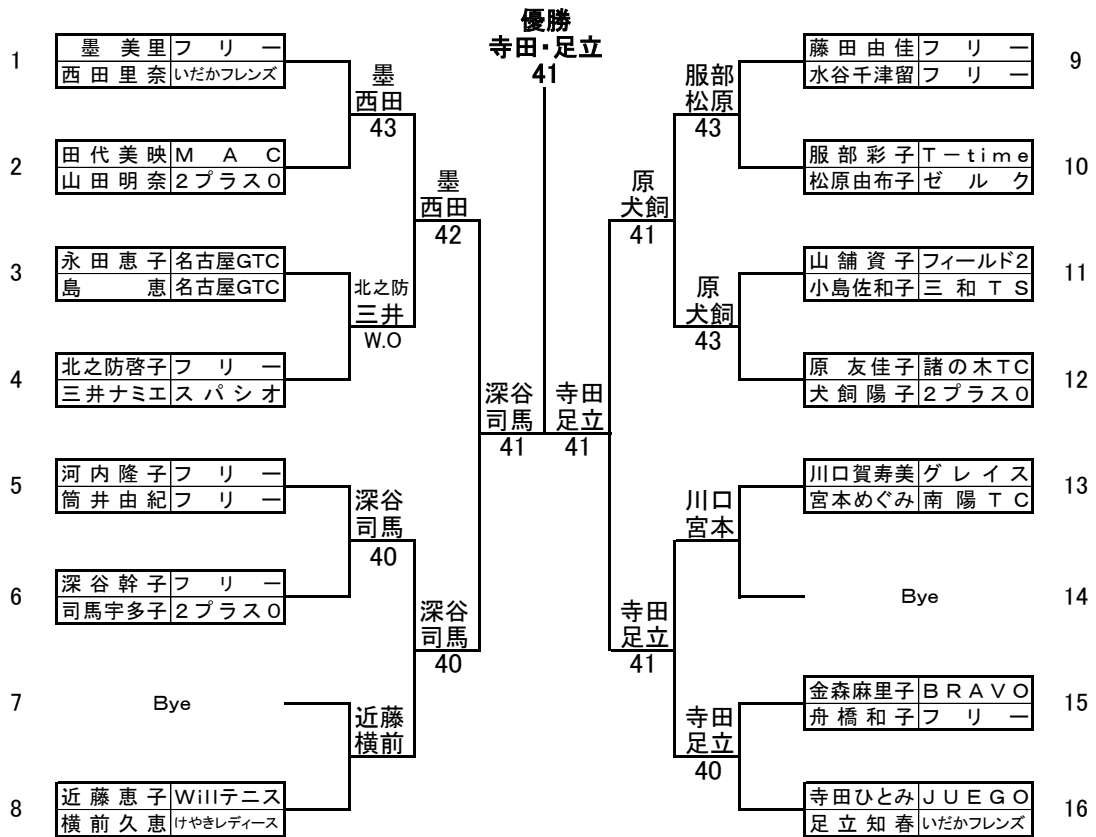 優勝
寺田・足立
41
1
墨 美里 フリー
西田里奈 いだかフレンズ
2
田代美映 MAC
山田明奈 2プラス0
3
永田恵子 名古屋GTC
島 恵 名古屋GTC
4
北之防啓子 フリー
三井ナミエ スパシオ
5
河内隆子 フリー
筒井由紀 フリー
6
深谷幹子 フリー
司馬宇多子 2プラス0
7
Bye
8
近藤恵子 Willテニス
横前久恵 けやきレディース
墨
西田
43
北之防
三井
W.O
深谷
司馬
40
近藤
横前
墨
西田
42
深谷
司馬
40
深谷
司馬
41
寺田
足立
41
原
犬飼
41
寺田
足立
41
服部
松原
43
原
犬飼
43
川口
宮本
寺田
足立
40
藤田由佳 フリー
水谷千津留 フリー
9
服部彩子 T-time
松原由布子 ゼルク
10
山舗資子 フィールド2
小島佐和子 三和TS
11
原 友佳子 諸の木TC
犬飼陽子 2プラス0
12
川口賀寿美 グレイス
宮本めぐみ 南陽TC
13
Bye
14
金森麻里子 BRAVO
舟橋和子 フリー
15
寺田ひとみ JUEGO
足立知春 いだかフレンズ
16